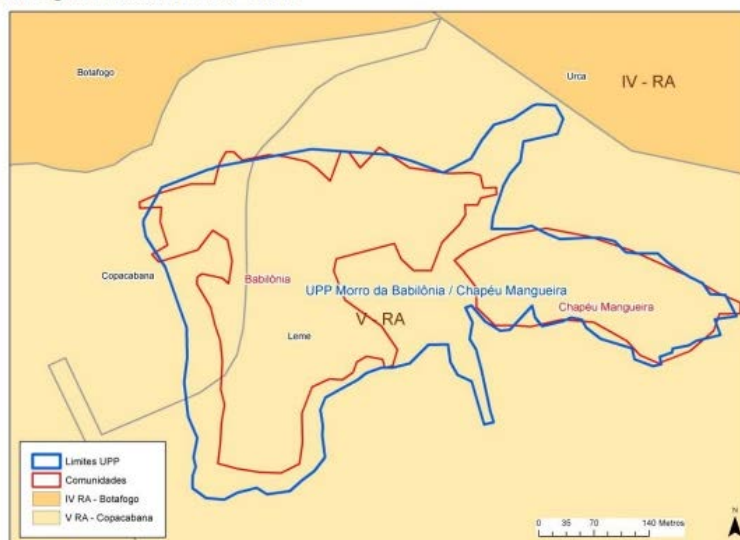 Botafogo
Urca
IV - RA
Copacabana
Babilônia
UPP Morro da Babilônia / Chapéu Mangueira
Chapéu Mangueira
V - RA
Leme
Limites UPP
Comunidades
IV RA - Botafogo
V RA - Copacabana
0 35 70 140 Metros
N